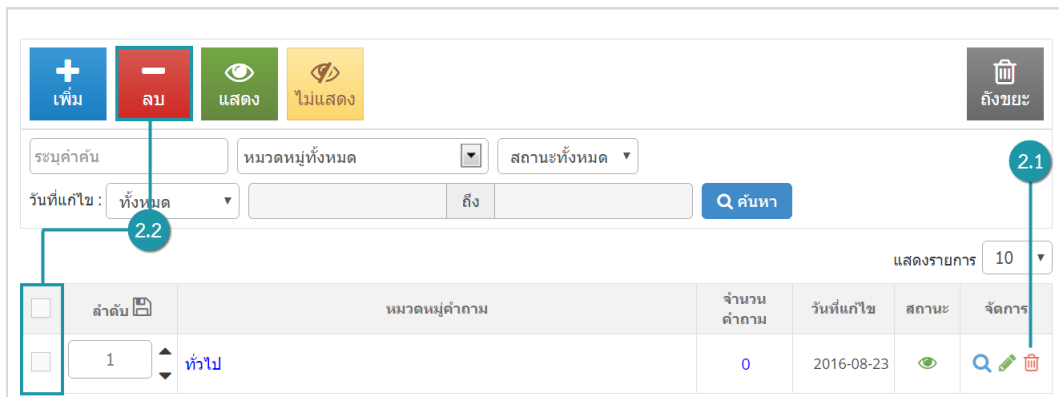 เพิ่ม ลบ แสดง ไม่แสดง ถังขยะ
ระบุคำค้น หมวดหมู่ทั้งหมด สถานะทั้งหมด 2.1
วันที่แก้ไข : ทั้งหมด ถึง ค้นหา
2.2
แสดงรายการ 10
ลำดับ หมวดหมู่คำถาม จำนวน วันที่แก้ไข สถานะ จัดการ
คำถาม
1 ทั่วไป 0 2016-08-23